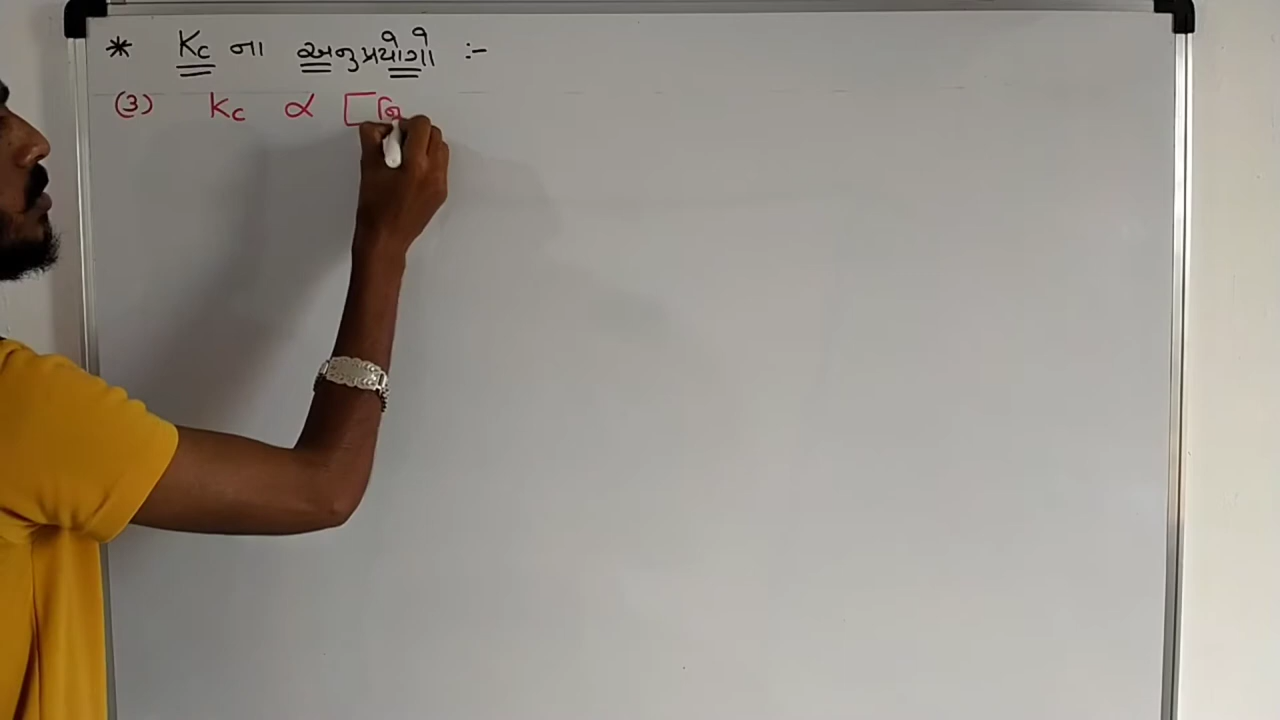 * Kc ના અનુપ્રયોગો :-
(3) Kc ∝ [